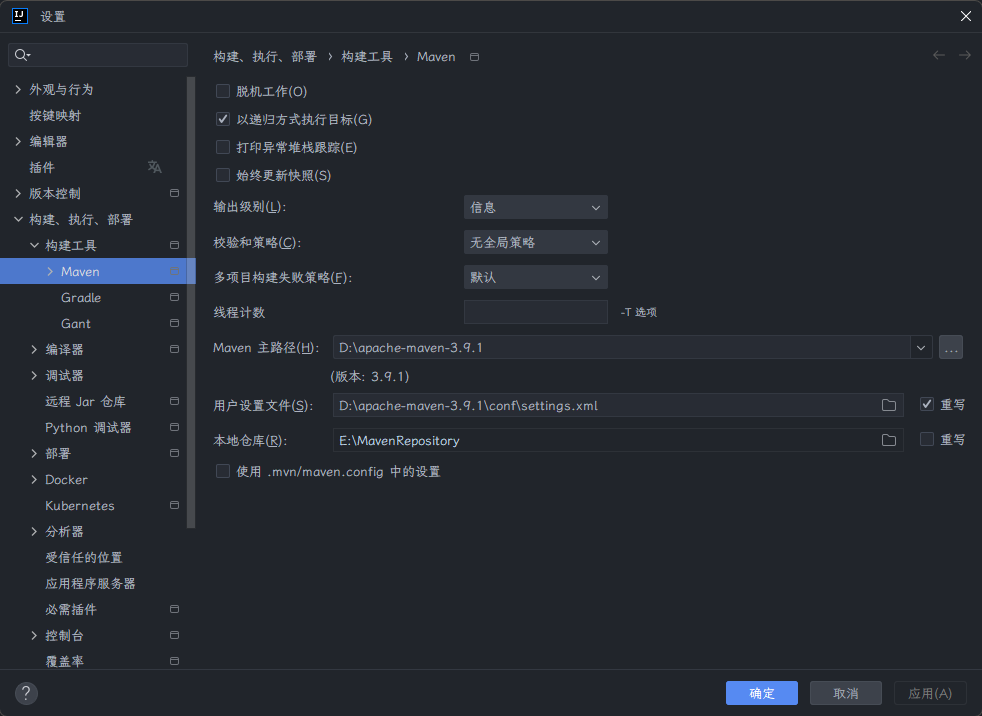 设置
外观与行为
按键映射
编辑器
插件
版本控制
构建、执行、部署
构建工具
Maven
Gradle
Gant
编译器
调试器
远程 Jar 仓库
Python 调试器
部署
Docker
Kubernetes
分析器
受信任的位置
应用程序服务器
必需插件
控制台
覆盖率
构建、执行、部署 › 构建工具 › Maven
脱机工作(O)
以递归方式执行目标(G)
打印异常堆栈跟踪(E)
始终更新快照(S)
输出级别(L): 信息
校验和策略(C): 无全局策略
多项目构建失败策略(F): 默认
线程计数 -T 选项
Maven 主路径(H): D:\apache-maven-3.9.1 ...
(版本: 3.9.1)
用户设置文件(S): D:\apache-maven-3.9.1\conf\settings.xml 重写
本地仓库(R): E:\MavenRepository 重写
使用 .mvn/maven.config 中的设置
? 确定 取消 应用(A)